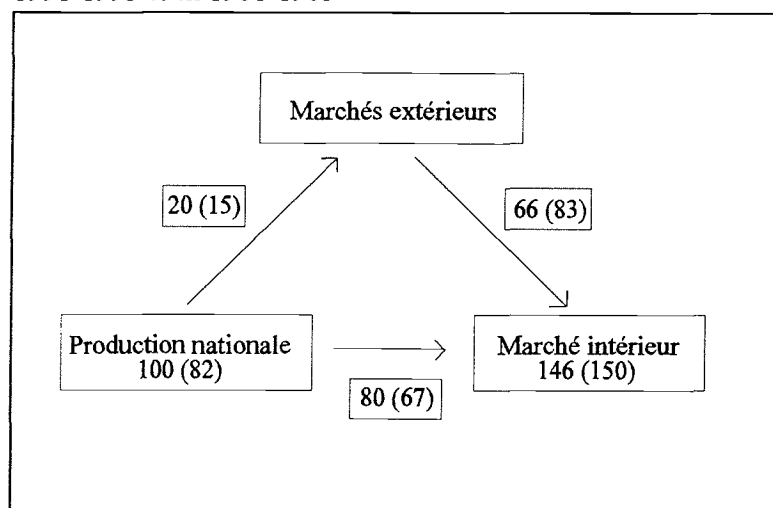 Marchés extérieurs
20 (15)
66 (83)
Production nationale
100 (82)
Marché intérieur
146 (150)
80 (67)